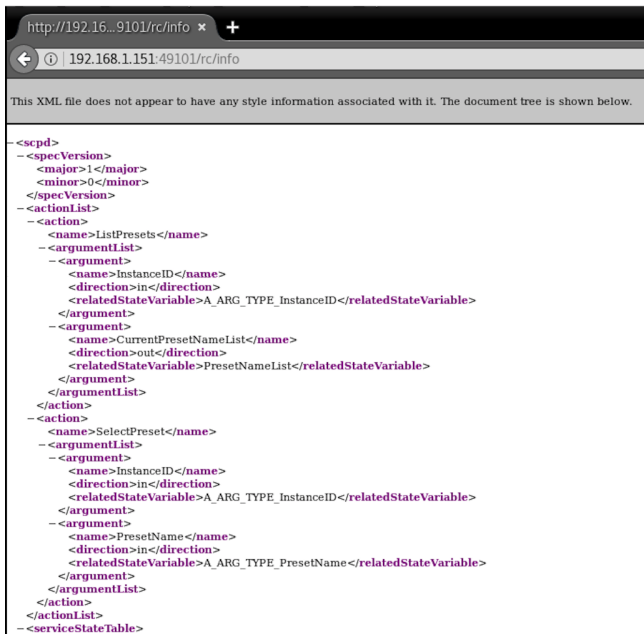 http://192.16...9101/rc/info × +
192.168.1.151:49101/rc/info
This XML file does not appear to have any style information associated with it. The document tree is shown below.
−<scpd>
−<specVersion>
<major>1</major>
<minor>0</minor>
</specVersion>
−<actionList>
−<action>
<name>ListPresets</name>
−<argumentList>
−<argument>
<name>InstanceID</name>
<direction>in</direction>
<relatedStateVariable>A_ARG_TYPE_InstanceID</relatedStateVariable>
</argument>
−<argument>
<name>CurrentPresetNameList</name>
<direction>out</direction>
<relatedStateVariable>PresetNameList</relatedStateVariable>
</argument>
</argumentList>
</action>
−<action>
<name>SelectPreset</name>
−<argumentList>
−<argument>
<name>InstanceID</name>
<direction>in</direction>
<relatedStateVariable>A_ARG_TYPE_InstanceID</relatedStateVariable>
</argument>
−<argument>
<name>PresetName</name>
<direction>in</direction>
<relatedStateVariable>A_ARG_TYPE_PresetName</relatedStateVariable>
</argument>
</argumentList>
</action>
</actionList>
−<serviceStateTable>